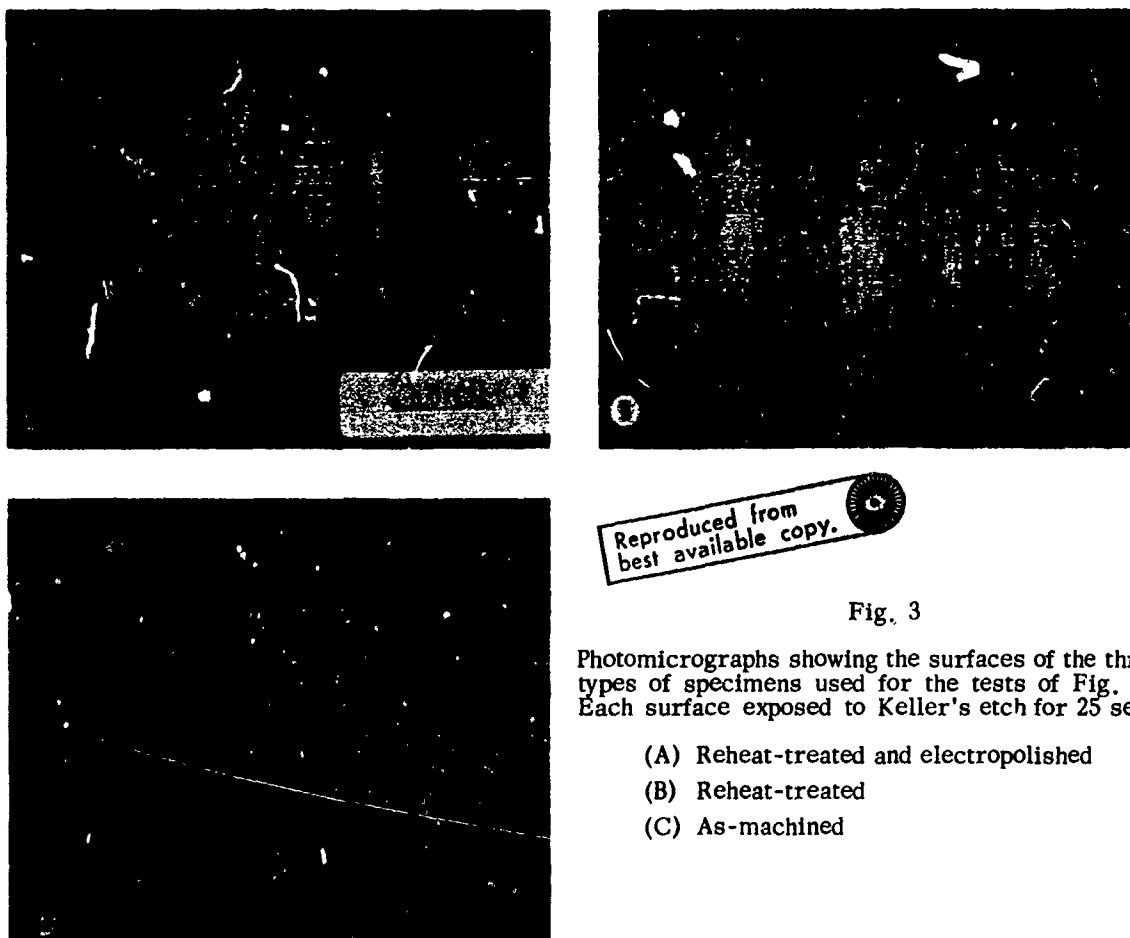 Reproduced from
best available copy.
Fig. 3
Photomicrographs showing the surfaces of the
types of specimens used for the tests of Fig.
Each surface exposed to Keller's etch for 25
(A) Reheat-treated and electropolished
(B) Reheat-treated
(C) As-machined